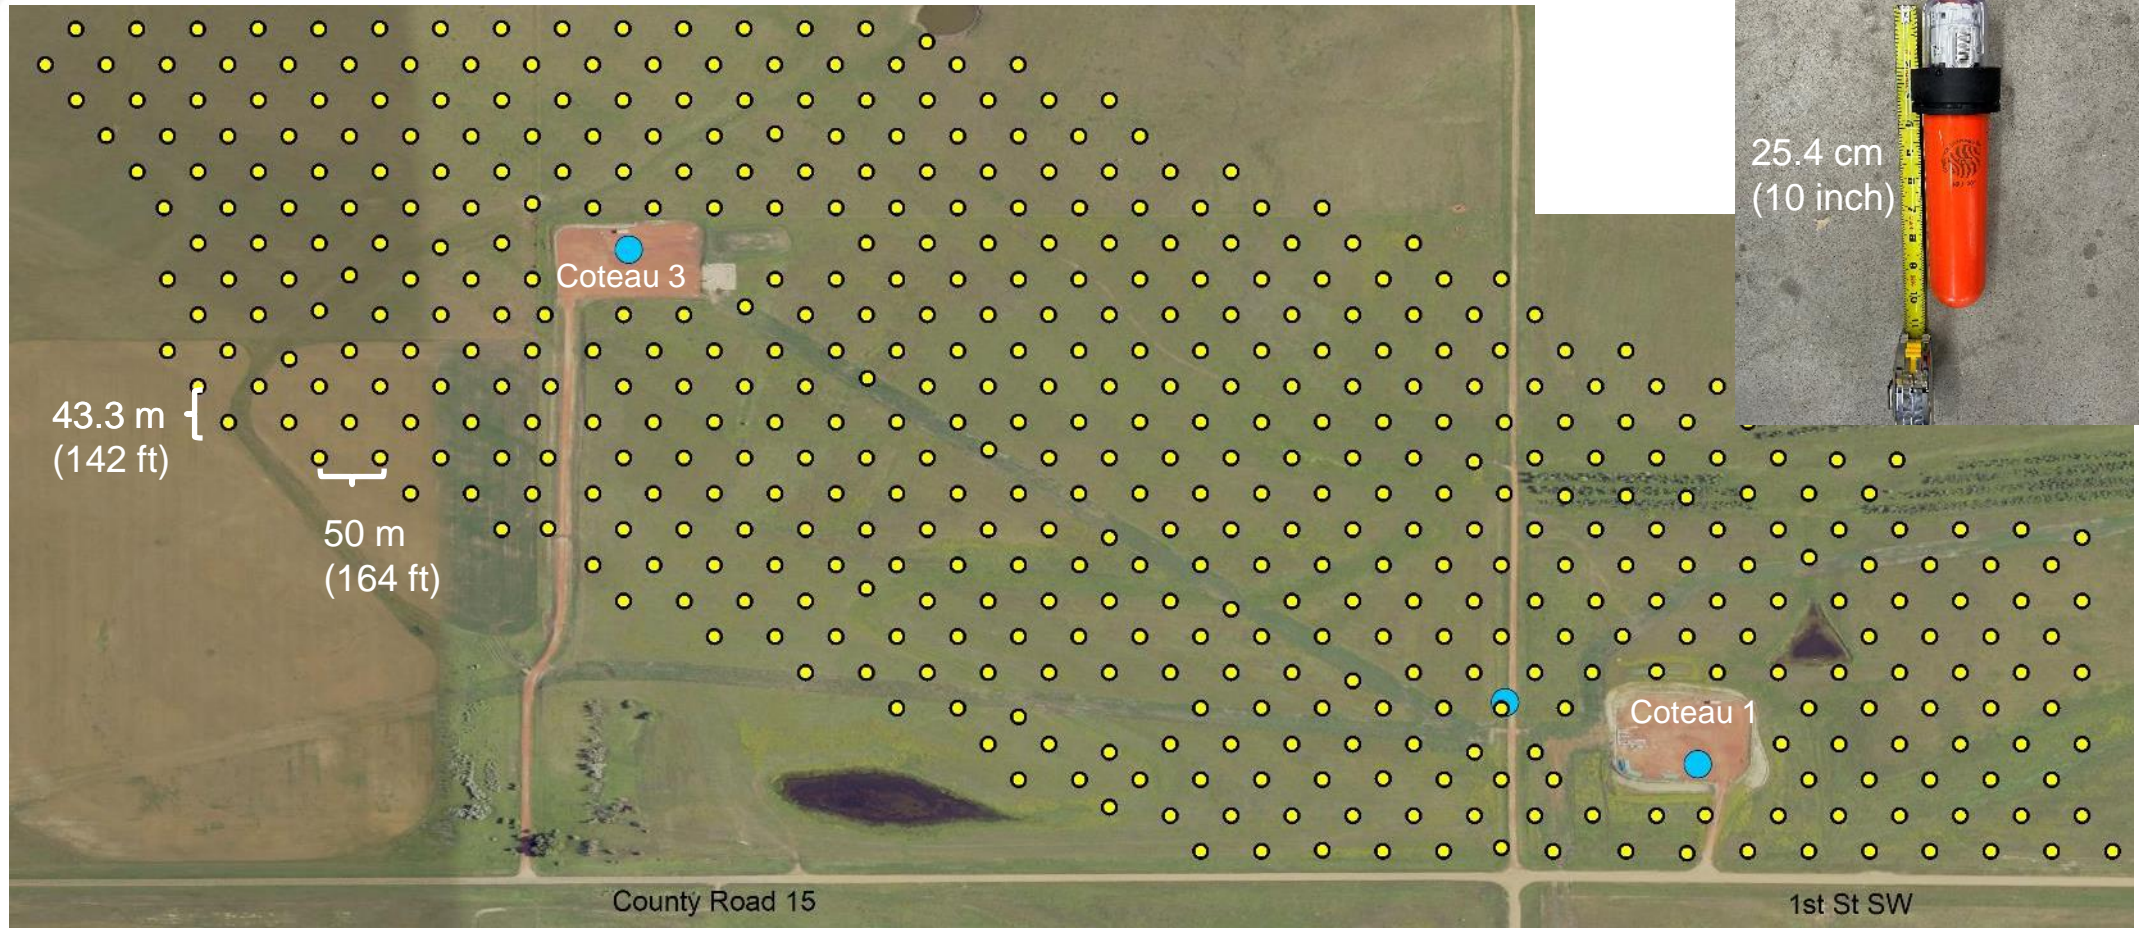 25.4 cm
(10 inch)
Coteau 3
43.3 m
(142 ft)
50 m
(164 ft)
Coteau 1
County Road 15
1st St SW